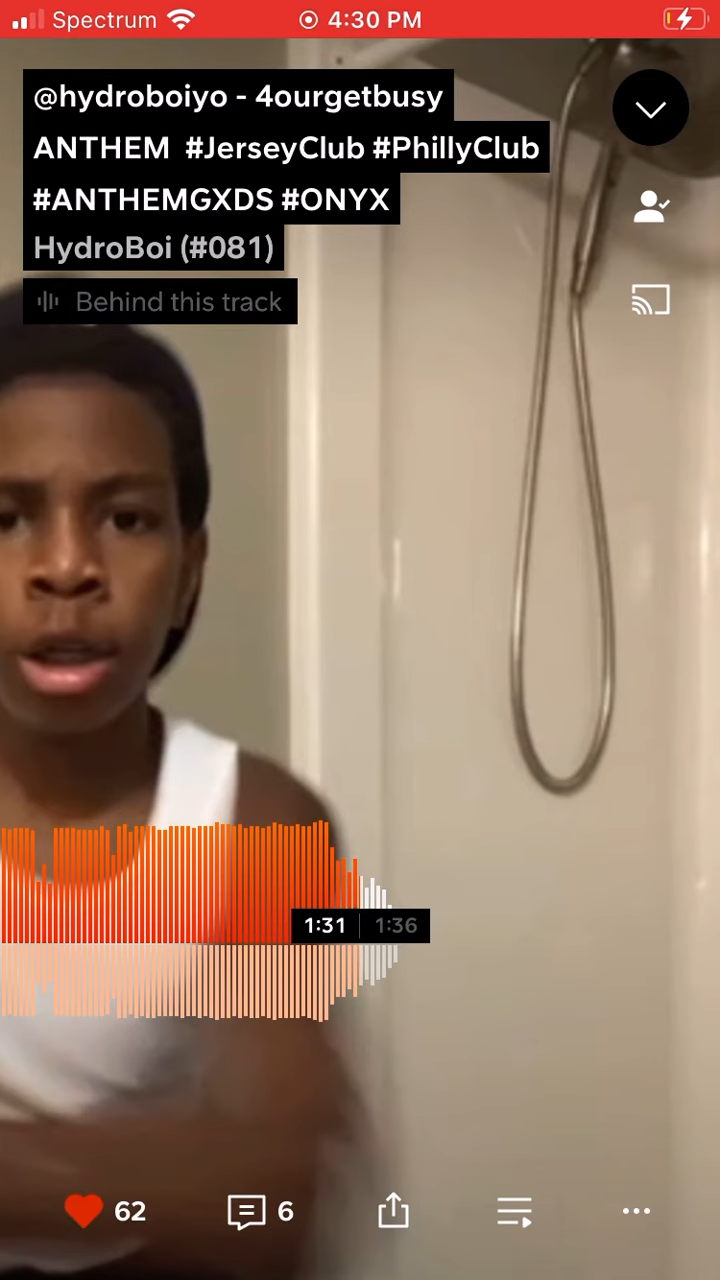 Spectrum 4:30 PM
@hydroboiyo - 4ourgetbusy
ANTHEM #JerseyClub #PhillyClub
#ANTHEMGXDS #ONYX
HydroBoi (#081)
Behind this track
1:31 1:36
62 6